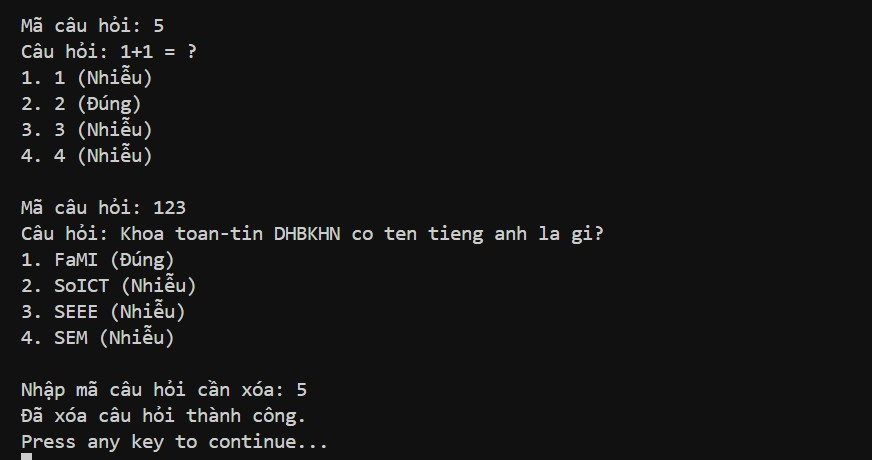 Mã câu hỏi: 5
Câu hỏi: 1+1 = ?
1. 1 (Nhiễu)
2. 2 (Đúng)
3. 3 (Nhiễu)
4. 4 (Nhiễu)
Mã câu hỏi: 123
Câu hỏi: Khoa toan-tin DHBKHN co ten tieng anh la gi?
1. FaMI (Đúng)
2. SoICT (Nhiễu)
3. SEEE (Nhiễu)
4. SEM (Nhiễu)
Nhập mã câu hỏi cần xóa: 5
Đã xóa câu hỏi thành công.
Press any key to continue...